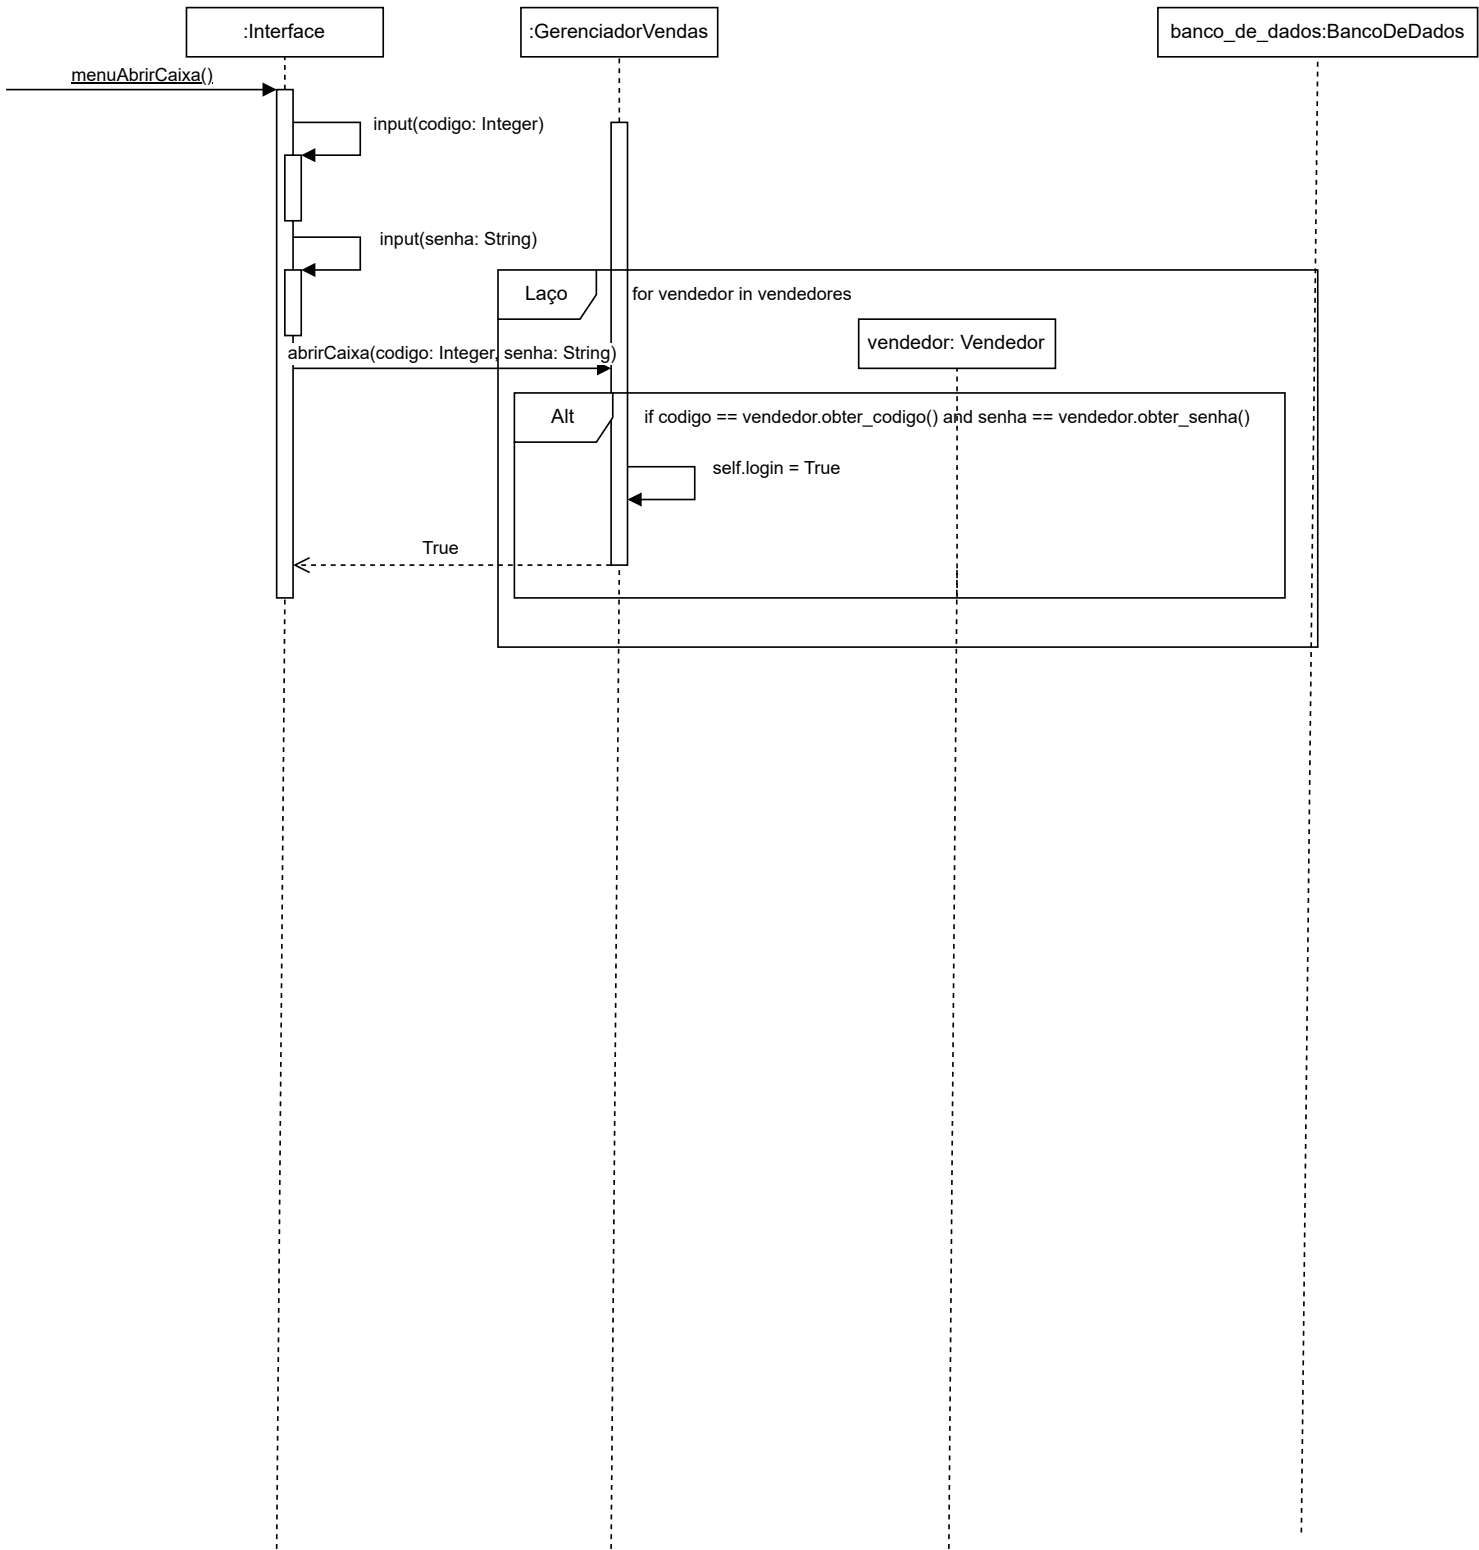 :Interface
:GerenciadorVendas
banco_de_dados:BancoDeDados
menuAbrirCaixa()
input(codigo: Integer)
input(senha: String)
Laço
for vendedor in vendedores
vendedor: Vendedor
abrirCaixa(codigo: Integer, senha: String)
Alt
if codigo == vendedor.obter_codigo() and senha == vendedor.obter_senha()
self.login = True
True